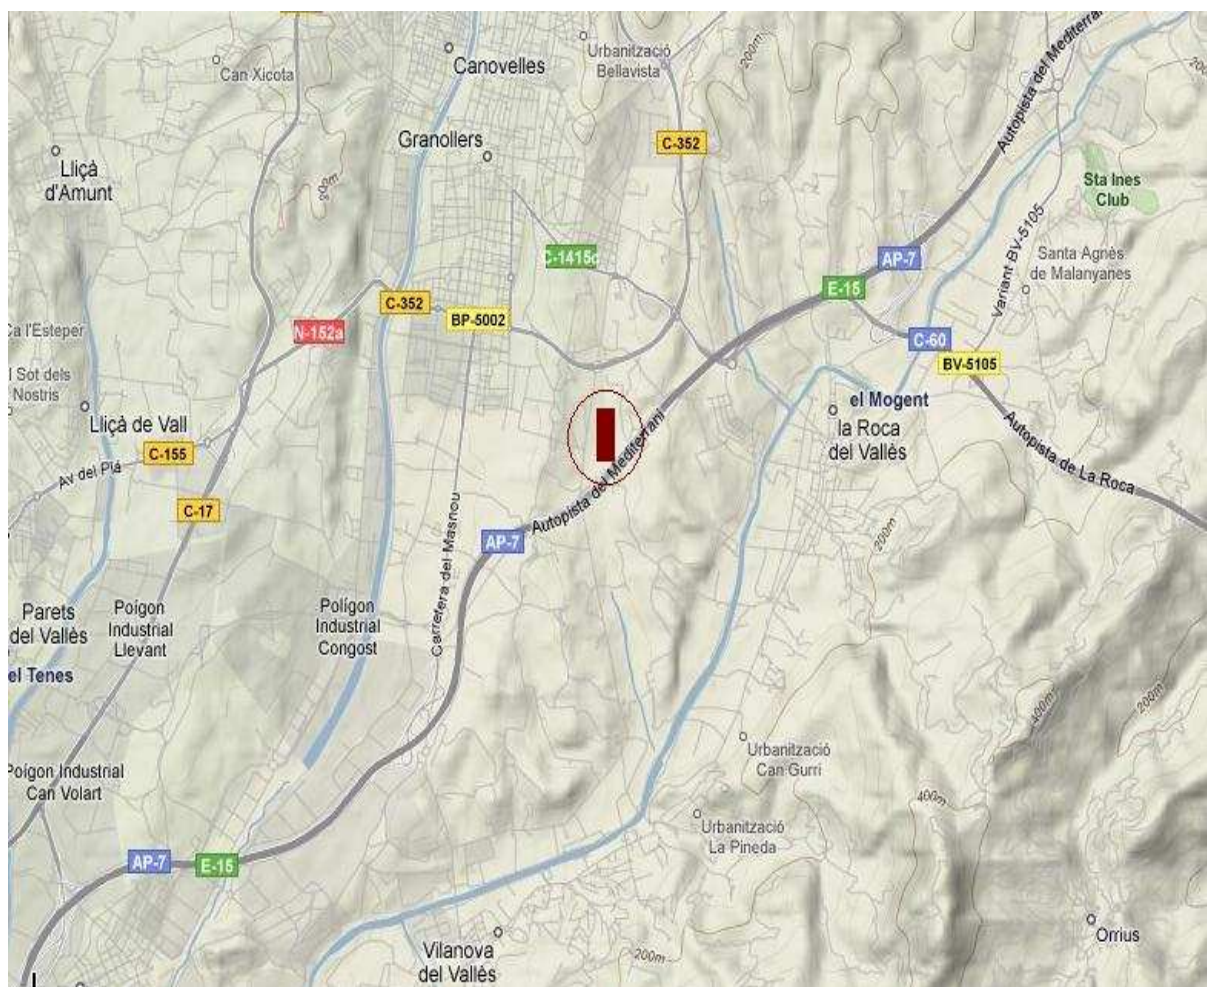 Canovelles
Urbanització
Bellavista
Can Xicota
200m
Autopista del Mediterrani
Granollers
C-352
Lliçà
d'Amunt
Sta Ines
Club
C-1415c
AP-7
Variant BV-5105
Santa Agnès
de Malanyanes
E-15
C-352
BP-5002
N-152a
Ca l'Esteper
C-60
BV-5105
l Sot dels
Nostris
el Mogent
Lliçà de Vall
la Roca
del Vallès
C-155
Av del Plá
Autopista del Mediterrani
Autopista de La Roca
C-17
AP-7
200m
Carretera del Masnou
Parets
del Vallès
Poígon
Industrial
Llevant
Polígon
Industrial
Congost
el Tenes
400m
200m
Urbanització
Can Gurri
Poígon Industrial
Can Volart
400m
Urbanització
La Pineda
AP-7
E-15
Orrius
Vilanova
del Vallès
200m